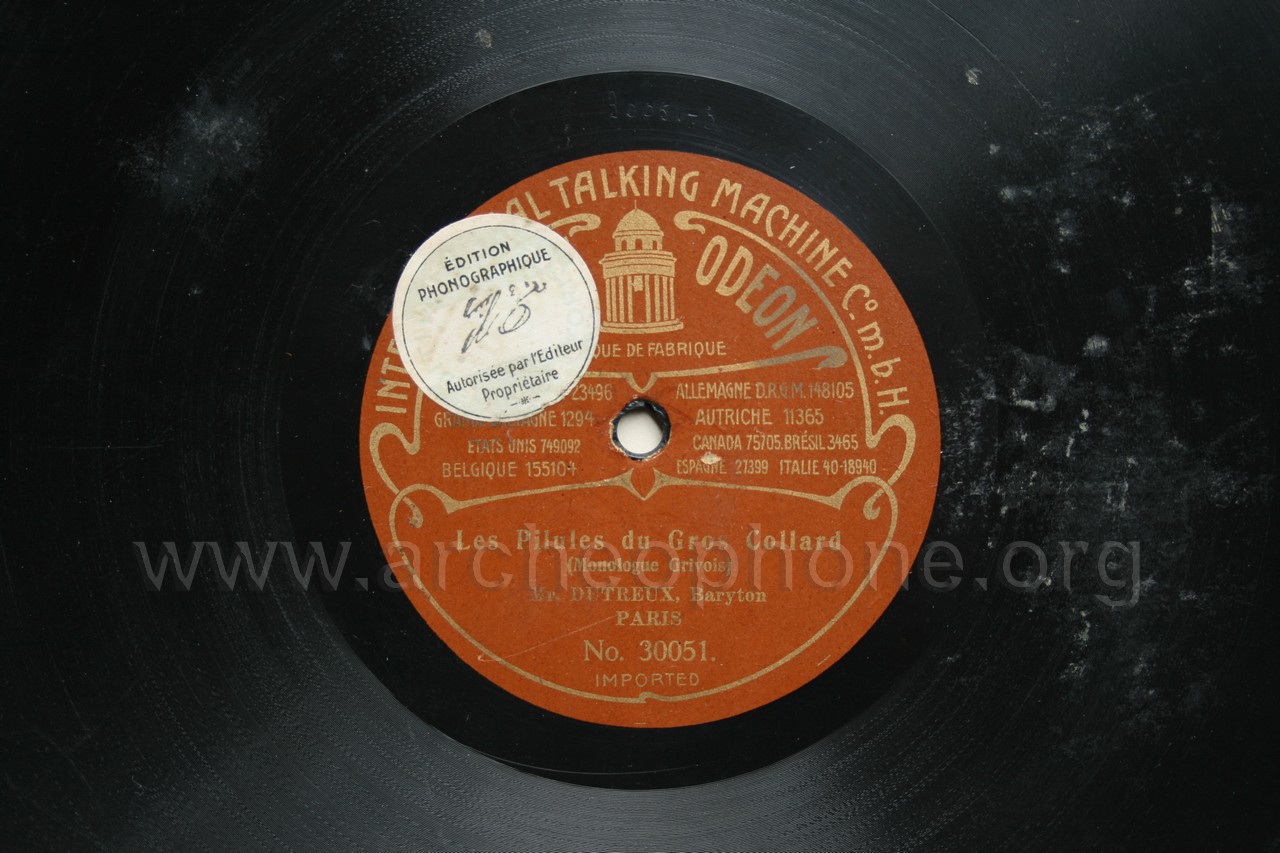 AL TALKING MACHINE Co. m. b. H.
ODEON
ÉDITION
PHONOGRAPHIQUE
Autorisée par l'Editeur
Propriétaire
DE FABRIQUE
23496
ALLEMAGNE D.R.G.M. 148105
1294
AUTRICHE 11365
ETATS UNIS 749092
CANADA 75705. BRÉSIL 3465
BELGIQUE 155104
ESPAGNE 27399 ITALIE 40-18940
Les Pilules du Gros Collard
(Monologue Grivois)
Mr. DUTREUX, Baryton
PARIS
No. 30051.
IMPORTED
www.archeophone.org